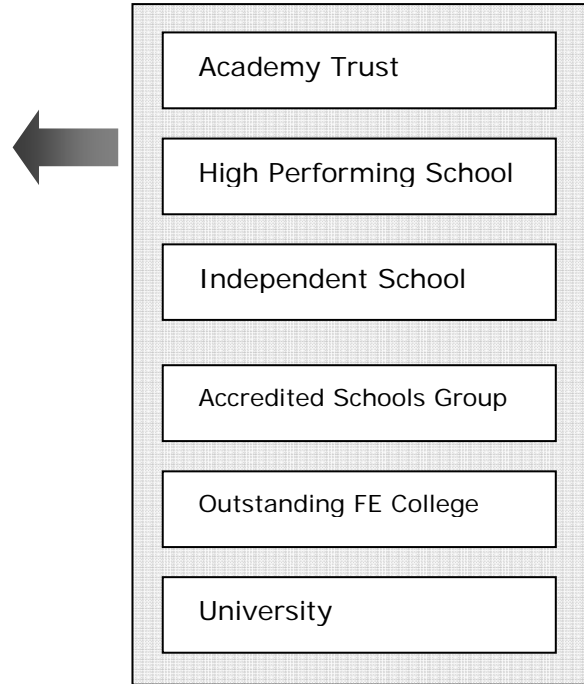 Academy Trust
High Performing School
Independent School
Accredited Schools Group
Outstanding FE College
University